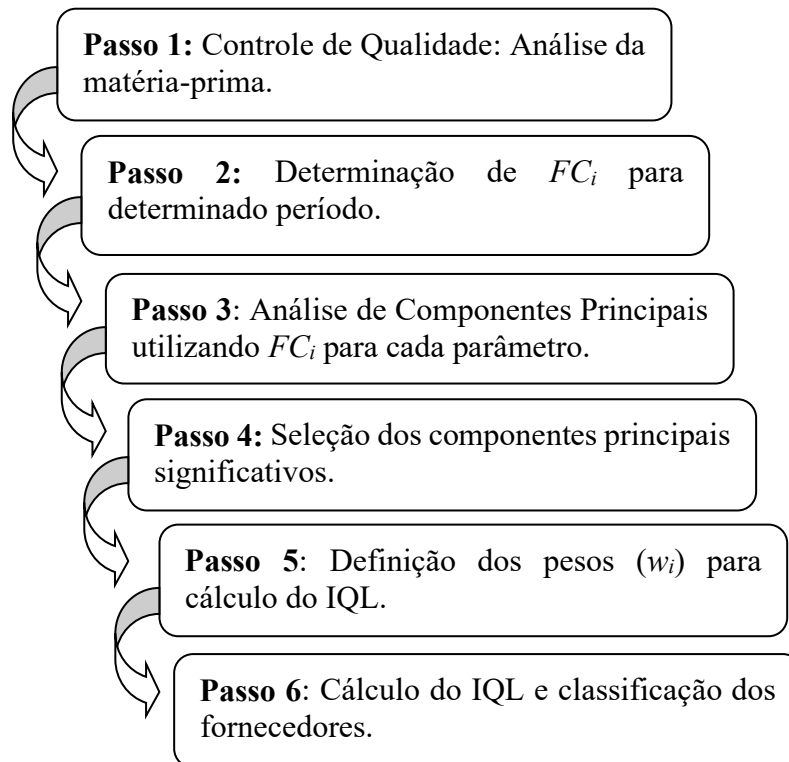 Passo 1: Controle de Qualidade: Análise da
matéria-prima.
Passo 2: Determinação de FCi para
determinado período.
Passo 3: Análise de Componentes Principais
utilizando FCi para cada parâmetro.
Passo 4: Seleção dos componentes principais
significativos.
Passo 5: Definição dos pesos (wi) para
cálculo do IQL.
Passo 6: Cálculo do IQL e classificação dos
fornecedores.